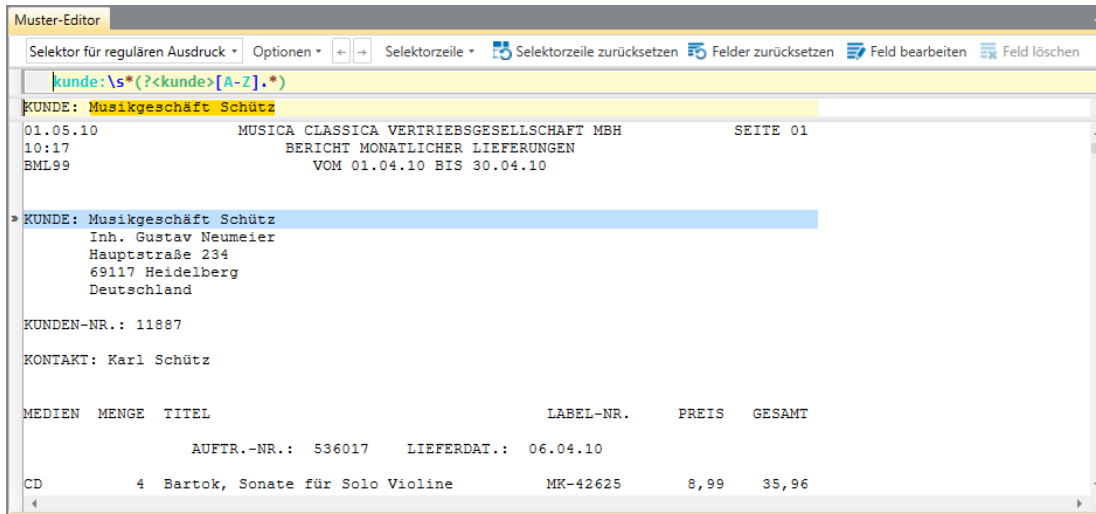 Muster-Editor
Selektor für regulären Ausdruck Optionen Selektorzeile Selektorzeile zurücksetzen Felder zurücksetzen Feld bearbeiten Feld löschen
kunde:\s*(?<kunde>[A-Z].*)
KUNDE: Musikgeschäft Schütz
01.05.10 MUSICA CLASSICA VERTRIEBSGESELLSCHAFT MBH SEITE 01
10:17 BERICHT MONATLICHER LIEFERUNGEN
BML99 VOM 01.04.10 BIS 30.04.10
» KUNDE: Musikgeschäft Schütz
Inh. Gustav Neumeier
Hauptstraße 234
69117 Heidelberg
Deutschland
KUNDEN-NR.: 11887
KONTAKT: Karl Schütz
MEDIEN MENGE TITEL LABEL-NR. PREIS GESAMT
AUFTR.-NR.: 536017 LIEFERDAT.: 06.04.10
CD 4 Bartok, Sonate für Solo Violine MK-42625 8,99 35,96